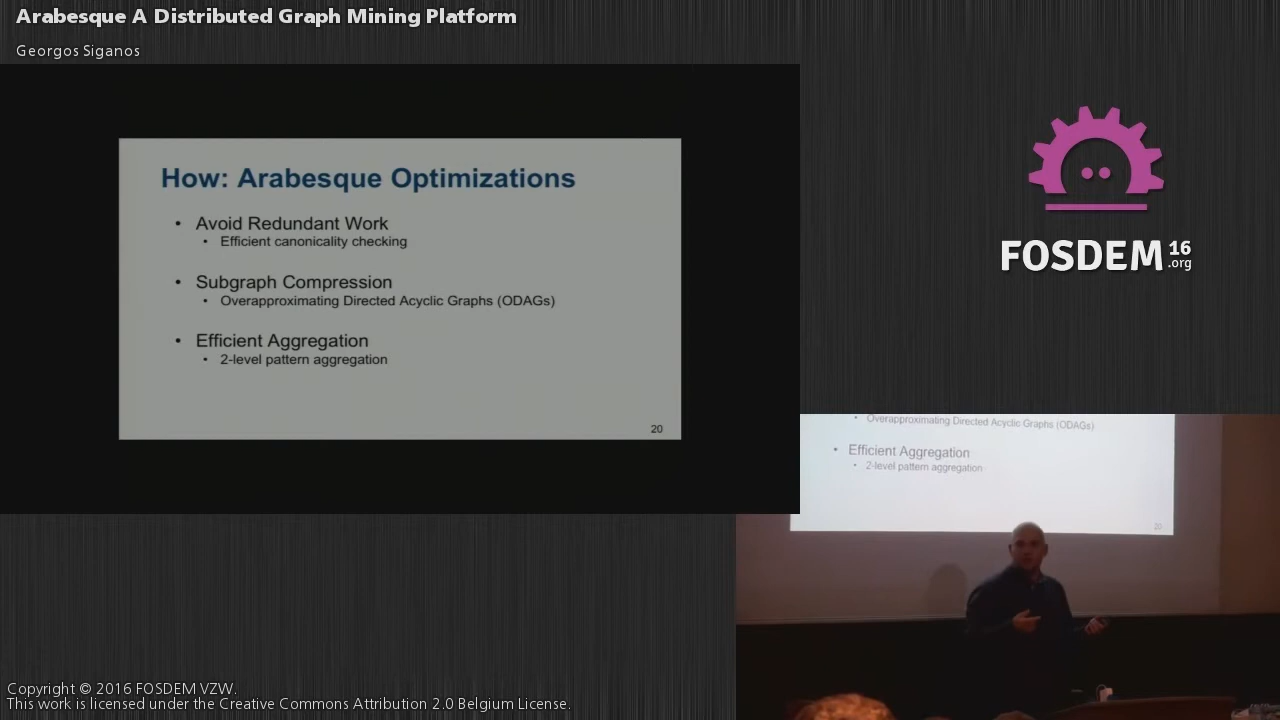 Arabesque A Distributed Graph Mining Platform
Georgos Siganos
How: Arabesque Optimizations
• Avoid Redundant Work
• Efficient canonicality checking
• Subgraph Compression
• Overapproximating Directed Acyclic Graphs (ODAGs)
• Efficient Aggregation
• 2-level pattern aggregation
20
FOSDEM 16
.org
• Overapproximating Directed Acyclic Graphs (ODAGs)
• Efficient Aggregation
• 2-level pattern aggregation
20
Copyright © 2016 FOSDEM VZW.
This work is licensed under the Creative Commons Attribution 2.0 Belgium License.